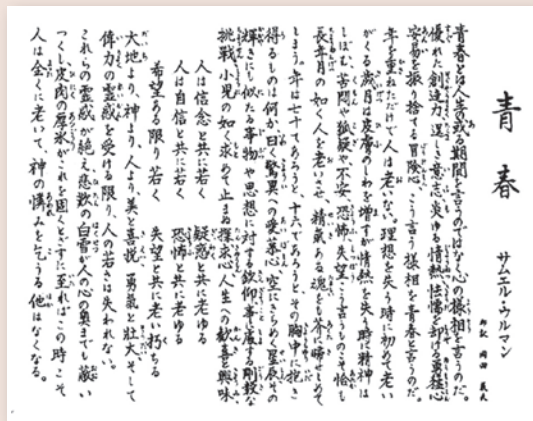 青春
サムエル・ウルマン
邦訳 岡田 義夫
青春とは人生の或る期間を言うのではなく心の様相を言うのだ。
優れた創造力、逞しき意志、炎ゆる情熱、怯懦を却ける勇猛心、
安易を振り捨てる冒険心、こう言う様相を青春と言うのだ。
年を重ねただけで人は老いない。理想を失う時に初めて老い
がくる。歳月は皮膚のしわを増すが情熱を失う時に精神は
しぼむ。苦悶や、狐疑や、不安、恐怖、失望、こう言うものこそ恰も
長年月の如く人を老いさせ、精気ある魂をも芥に帰せしめて
しまう。年は七十であろうと、十六であろうと、その胸中に抱き
得るものは何か。曰く驚異への愛慕心、空にきらめく星辰、その
輝きにも似たる事物や思想に対する欽仰、事に處する剛毅な
挑戦、小児の如く求めて止まぬ探求心、人生への歓喜と興味。
人は信念と共に若く 疑惑と共に老ゆる
人は自信と共に若く 恐怖と共に老ゆる
希望ある限り若く 失望と共に老い朽ちる
大地より、神より、人より、美と喜悦、勇氣と壮大、そして
偉力の霊感を受ける限り、人の若さは失われない。
これらの霊感が絶え、悲歎の白雪が人の心の奥までも蔽い
つくし、皮肉の厚氷がこれを固くとざすに至ればこの時こそ
人は全くに老いて、神の憐みを乞うる他はなくなる。